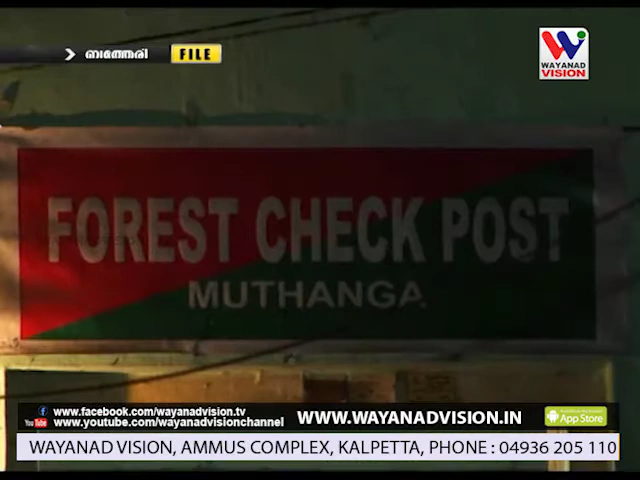 ബത്തേരി FILE
WAYANAD
VISION
FOREST CHECK POST
MUTHANGA
www.facebook.com/wayanadvision.tv
www.youtube.com/wayanadvisionchannel
WWW.WAYANADVISION.IN
App Store
WAYANAD VISION, AMMUS COMPLEX, KALPETTA, PHONE : 04936 205 110